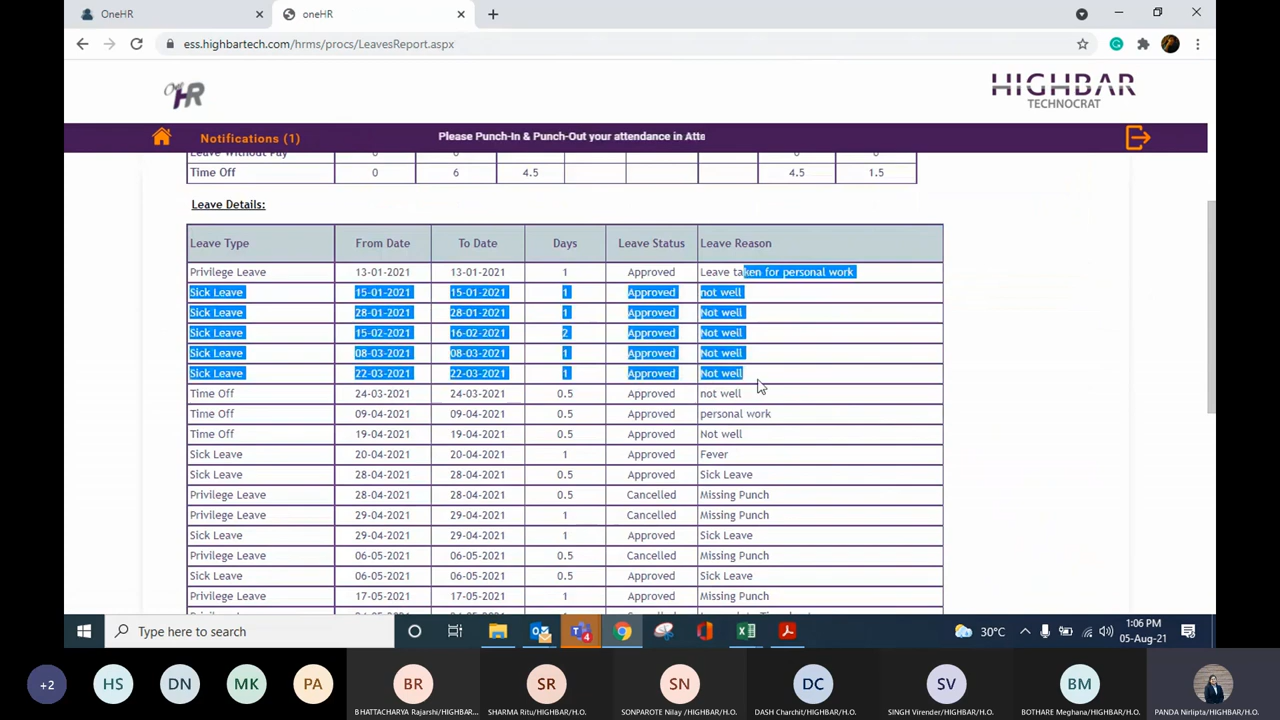 OneHR
oneHR
ess.highbartech.com/hrms/procs/LeavesReport.aspx
One HR
HIGHBAR
TECHNOCRAT
Notifications (1)
Please Punch-In & Punch-Out your attendance in Atte
Leave Without Pay 0 0 0 0
Time Off 0 6 4.5 4.5 1.5
Leave Details:
Leave Type From Date To Date Days Leave Status Leave Reason
Privilege Leave 13-01-2021 13-01-2021 1 Approved Leave taken for personal work
Sick Leave 15-01-2021 15-01-2021 1 Approved not well
Sick Leave 28-01-2021 28-01-2021 1 Approved Not well
Sick Leave 15-02-2021 16-02-2021 2 Approved Not well
Sick Leave 08-03-2021 08-03-2021 1 Approved Not well
Sick Leave 22-03-2021 22-03-2021 1 Approved Not well
Time Off 24-03-2021 24-03-2021 0.5 Approved not well
Time Off 09-04-2021 09-04-2021 0.5 Approved personal work
Time Off 19-04-2021 19-04-2021 0.5 Approved Not well
Sick Leave 20-04-2021 20-04-2021 1 Approved Fever
Sick Leave 28-04-2021 28-04-2021 0.5 Approved Sick Leave
Privilege Leave 28-04-2021 28-04-2021 0.5 Cancelled Missing Punch
Privilege Leave 29-04-2021 29-04-2021 1 Cancelled Missing Punch
Sick Leave 29-04-2021 29-04-2021 1 Approved Sick Leave
Privilege Leave 06-05-2021 06-05-2021 0.5 Cancelled Missing Punch
Sick Leave 06-05-2021 06-05-2021 0.5 Approved Sick Leave
Privilege Leave 17-05-2021 17-05-2021 1 Approved Missing Punch
Type here to search
4
30°C
1:06 PM
05-Aug-21
+2 HS DN MK PA BR SR SN DC SV BM
BHATTACHARYA Rajarshi/HIGHBAR... SHARMA Ritu/HIGHBAR/H.O. SONPAROTE Nilay /HIGHBAR/H.O. DASH Charchit/HIGHBAR/H.O. SINGH Virender/HIGHBAR/H.O. BOTHARE Meghana/HIGHBAR/H.O. PANDA Nirlipta/HIGHBAR/H.O.